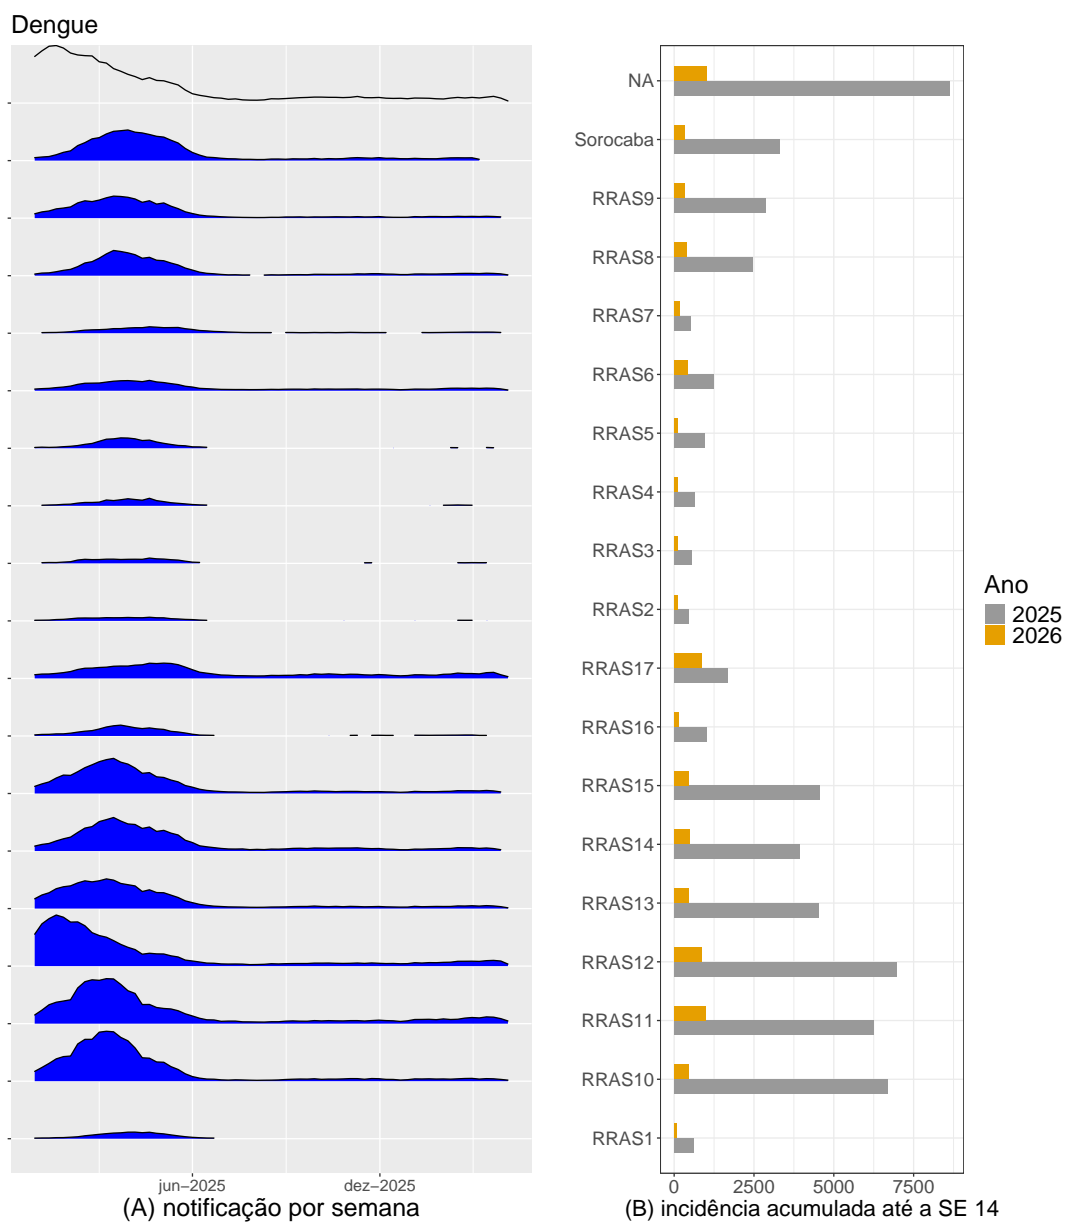 Dengue
NA
Sorocaba
RRAS9
RRAS8
RRAS7
RRAS6
RRAS5
RRAS4
RRAS3
RRAS2
RRAS17
RRAS16
RRAS15
RRAS14
RRAS13
RRAS12
RRAS11
RRAS10
RRAS1
Ano
2025
2026
jun–2025 dez–2025
0 2500 5000 7500
(A) notificação por semana
(B) incidência acumulada até a SE 14